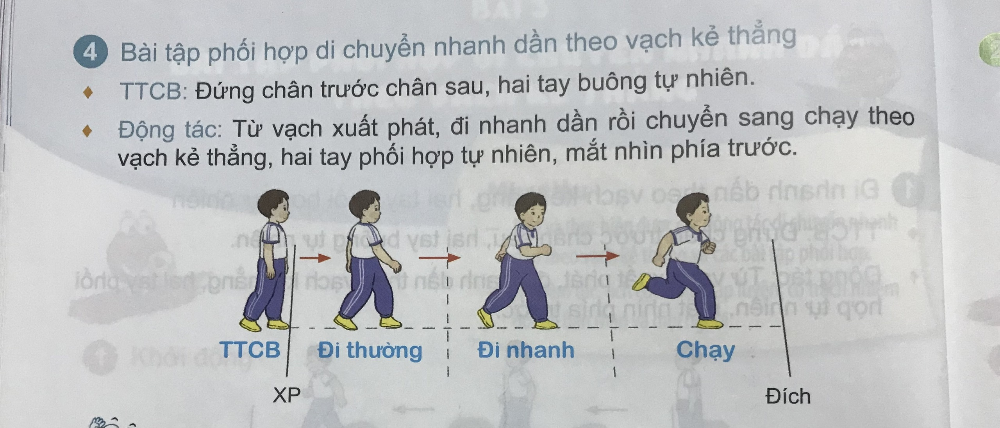 4 Bài tập phối hợp di chuyển nhanh dần theo vạch kẻ thẳng
♦ TTCB: Đứng chân trước chân sau, hai tay buông tự nhiên.
♦ Động tác: Từ vạch xuất phát, đi nhanh dần rồi chuyển sang chạy theo
vạch kẻ thẳng, hai tay phối hợp tự nhiên, mắt nhìn phía trước.
TTCB Đi thường Đi nhanh Chạy
XP Đích